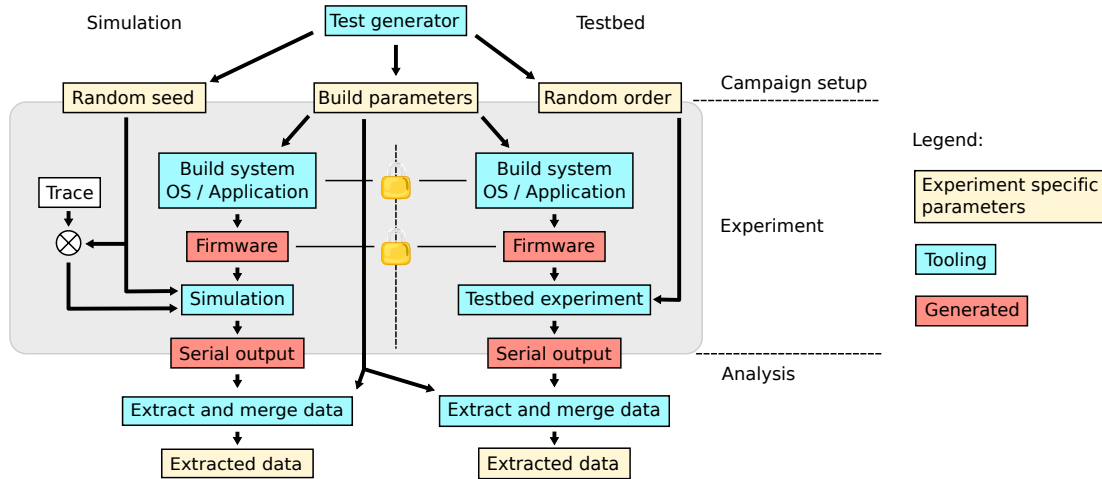 Simulation
Test generator
Testbed
Random seed
Build parameters
Random order
Campaign setup
Build system
OS / Application
Build system
OS / Application
Legend:
Trace
Experiment specific
parameters
Firmware
Firmware
Experiment
Tooling
Simulation
Testbed experiment
Generated
Serial output
Serial output
Analysis
Extract and merge data
Extract and merge data
Extracted data
Extracted data